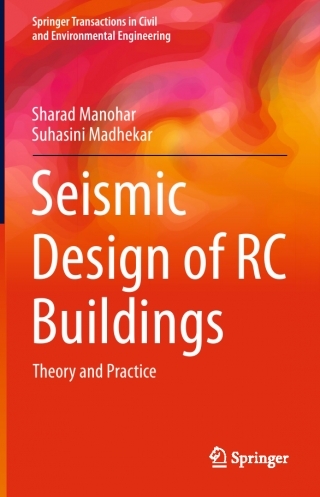 Springer Transactions in Civil
and Environmental Engineering
Sharad Manohar
Suhasini Madhekar
Seismic
Design of RC
Buildings
Theory and Practice
Springer